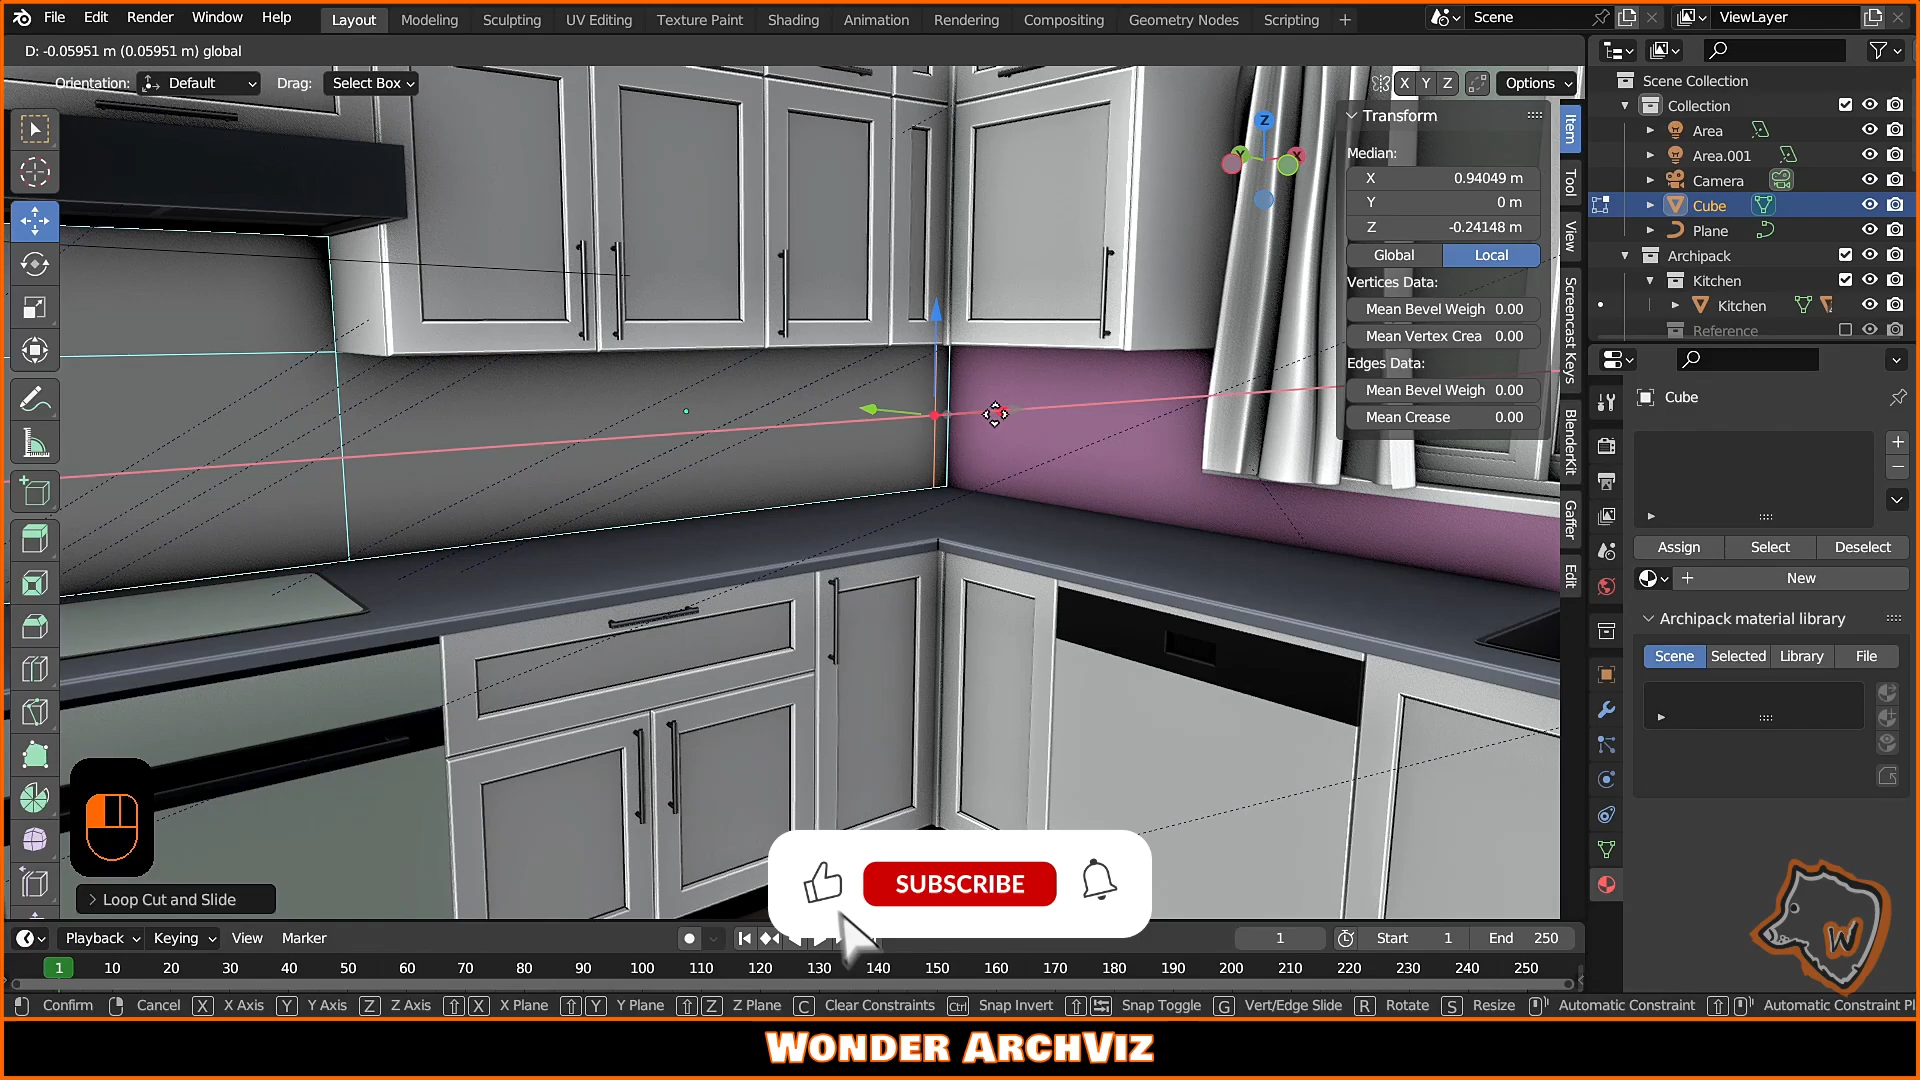 File Edit Render Window Help Layout Modeling Sculpting UV Editing Texture Paint Shading Animation Rendering Compositing Geometry Nodes Scripting + Scene ViewLayer
D: -0.05951 m (0.05951 m) global
Orientation: Default Drag: Select Box X Y Z Options
Transform
Median:
X 0.94049 m
Y 0 m
Z -0.24148 m
Global Local
Vertices Data:
Mean Bevel Weigh 0.00
Mean Vertex Crea 0.00
Edges Data:
Mean Bevel Weigh 0.00
Mean Crease 0.00
Z
Y
X
Item
Tool
View
Screencast Keys
BlenderKit
Gaffer
Edit
Scene Collection
Collection
Area
Area.001
Camera
Cube
Plane
Archipack
Kitchen
Kitchen
Reference
Cube
Assign Select Deselect
New
Archipack material library
Scene Selected Library File
Loop Cut and Slide
SUBSCRIBE
W
Playback Keying View Marker 1 Start 1 End 250
1 10 20 30 40 50 60 70 80 90 100 110 120 130 140 150 160 170 180 190 200 210 220 230 240 250
Confirm Cancel X X Axis Y Y Axis Z Z Axis X X Plane Y Y Plane Z Z Plane C Clear Constraints Ctrl Snap Invert Snap Toggle G Vert/Edge Slide R Rotate S Resize Automatic Constraint Automatic Constraint Pl
WONDER ARCHVIZ